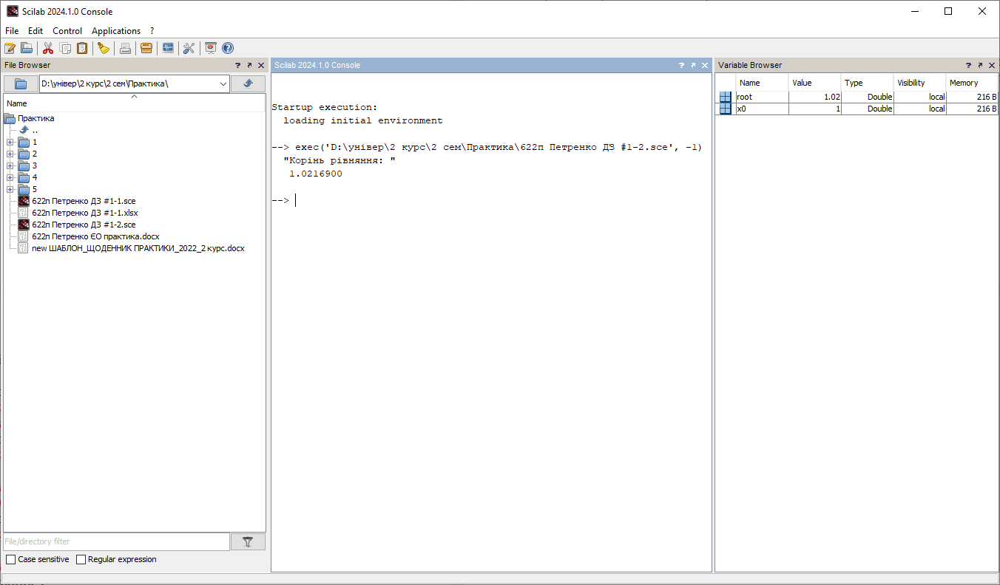 Scilab 2024.1.0 Console
File Edit Control Applications ?
File Browser ? ↗ ✕
D:\універ\2 курс\2 сем\Практика\
Name
Практика
..
1
2
3
4
5
622п Петренко ДЗ #1-1.sce
622п Петренко ДЗ #1-1.xlsx
622п Петренко ДЗ #1-2.sce
622п Петренко ЄО практика.docx
new ШАБЛОН_ЩОДЕННИК ПРАКТИКИ_2022_2 курс.docx
File/directory filter
Case sensitive Regular expression
Scilab 2024.1.0 Console ? ↗ ✕
Startup execution:
loading initial environment
--> exec('D:\універ\2 курс\2 сем\Практика\622п Петренко ДЗ #1-2.sce', -1)
"Корінь рівняння: "
1.0216900
-->
Variable Browser ? ↗ ✕
Name Value Type Visibility Memory
root 1.02 Double local 216 B
x0 1 Double local 216 B